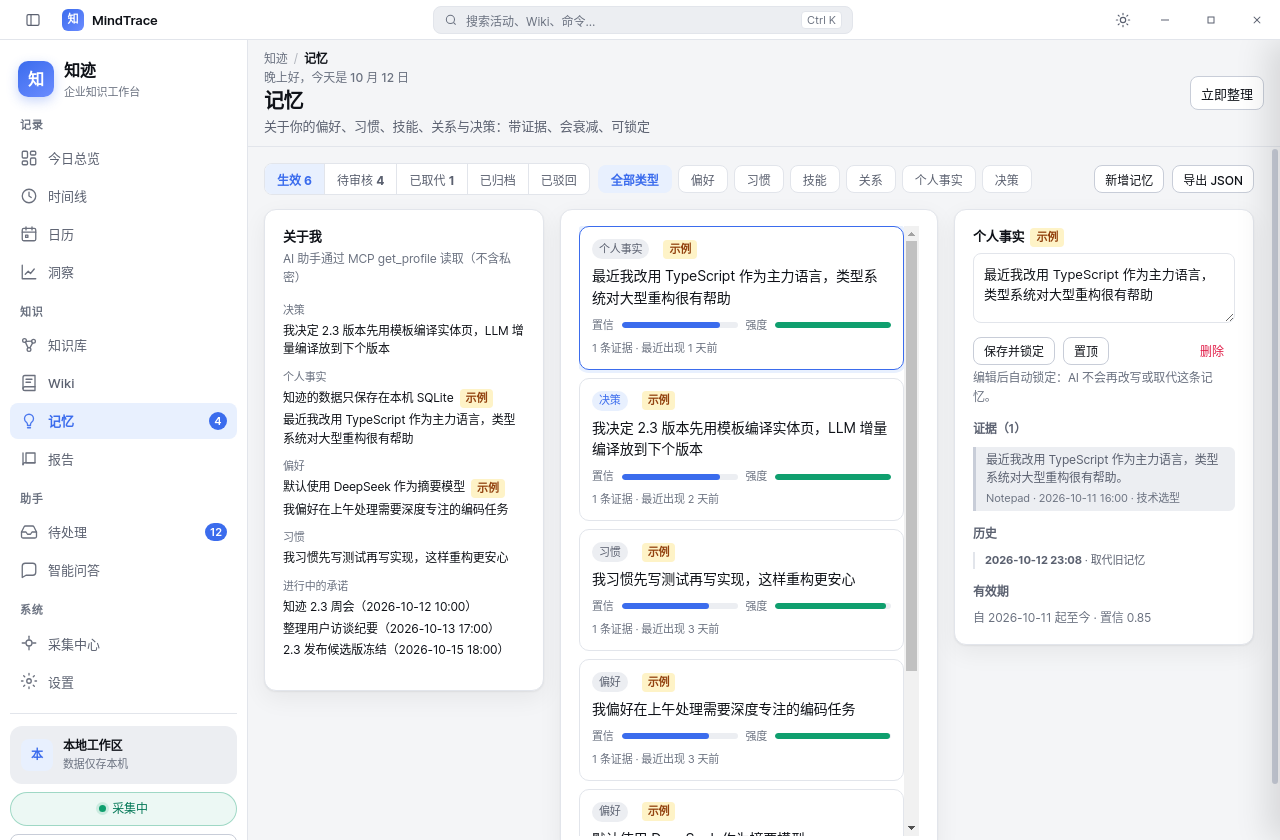 知 MindTrace
搜索活动、Wiki、命令... Ctrl K
知 知迹
企业知识工作台
记录
今日总览
时间线
日历
洞察
知识
知识库
Wiki
记忆 4
报告
助手
待处理 12
智能问答
系统
采集中心
设置
本 本地工作区
数据仅存本机
采集中
知迹 / 记忆
晚上好，今天是 10 月 12 日
记忆
关于你的偏好、习惯、技能、关系与决策：带证据、会衰减、可锁定
立即整理
生效 6 待审核 4 已取代 1 已归档 已驳回 全部类型 偏好 习惯 技能 关系 个人事实 决策 新增记忆 导出 JSON
关于我
AI 助手通过 MCP get_profile 读取（不含私
密）
决策
我决定 2.3 版本先用模板编译实体页，LLM 增
量编译放到下个版本
个人事实
知迹的数据只保存在本机 SQLite 示例
最近我改用 TypeScript 作为主力语言，类型
系统对大型重构很有帮助
偏好
默认使用 DeepSeek 作为摘要模型 示例
我偏好在上午处理需要深度专注的编码任务
习惯
我习惯先写测试再写实现，这样重构更安心
进行中的承诺
知迹 2.3 周会（2026-10-12 10:00）
整理用户访谈纪要（2026-10-13 17:00）
2.3 发布候选版冻结（2026-10-15 18:00）
个人事实 示例
最近我改用 TypeScript 作为主力语言，类型系
统对大型重构很有帮助
置信 强度
1 条证据 · 最近出现 1 天前
决策 示例
我决定 2.3 版本先用模板编译实体页，LLM 增量
编译放到下个版本
置信 强度
1 条证据 · 最近出现 2 天前
习惯 示例
我习惯先写测试再写实现，这样重构更安心
置信 强度
1 条证据 · 最近出现 3 天前
偏好 示例
我偏好在上午处理需要深度专注的编码任务
置信 强度
1 条证据 · 最近出现 3 天前
偏好 示例
默认使用 DeepSeek 作为摘要模型
个人事实 示例
最近我改用 TypeScript 作为主力语言，
类型系统对大型重构很有帮助
保存并锁定 置顶 删除
编辑后自动锁定：AI 不会再改写或取代这条记
忆。
证据（1）
最近我改用 TypeScript 作为主力语言，类型
系统对大型重构很有帮助。
Notepad · 2026-10-11 16:00 · 技术选型
历史
2026-10-12 23:08 · 取代旧记忆
有效期
自 2026-10-11 起至今 · 置信 0.85